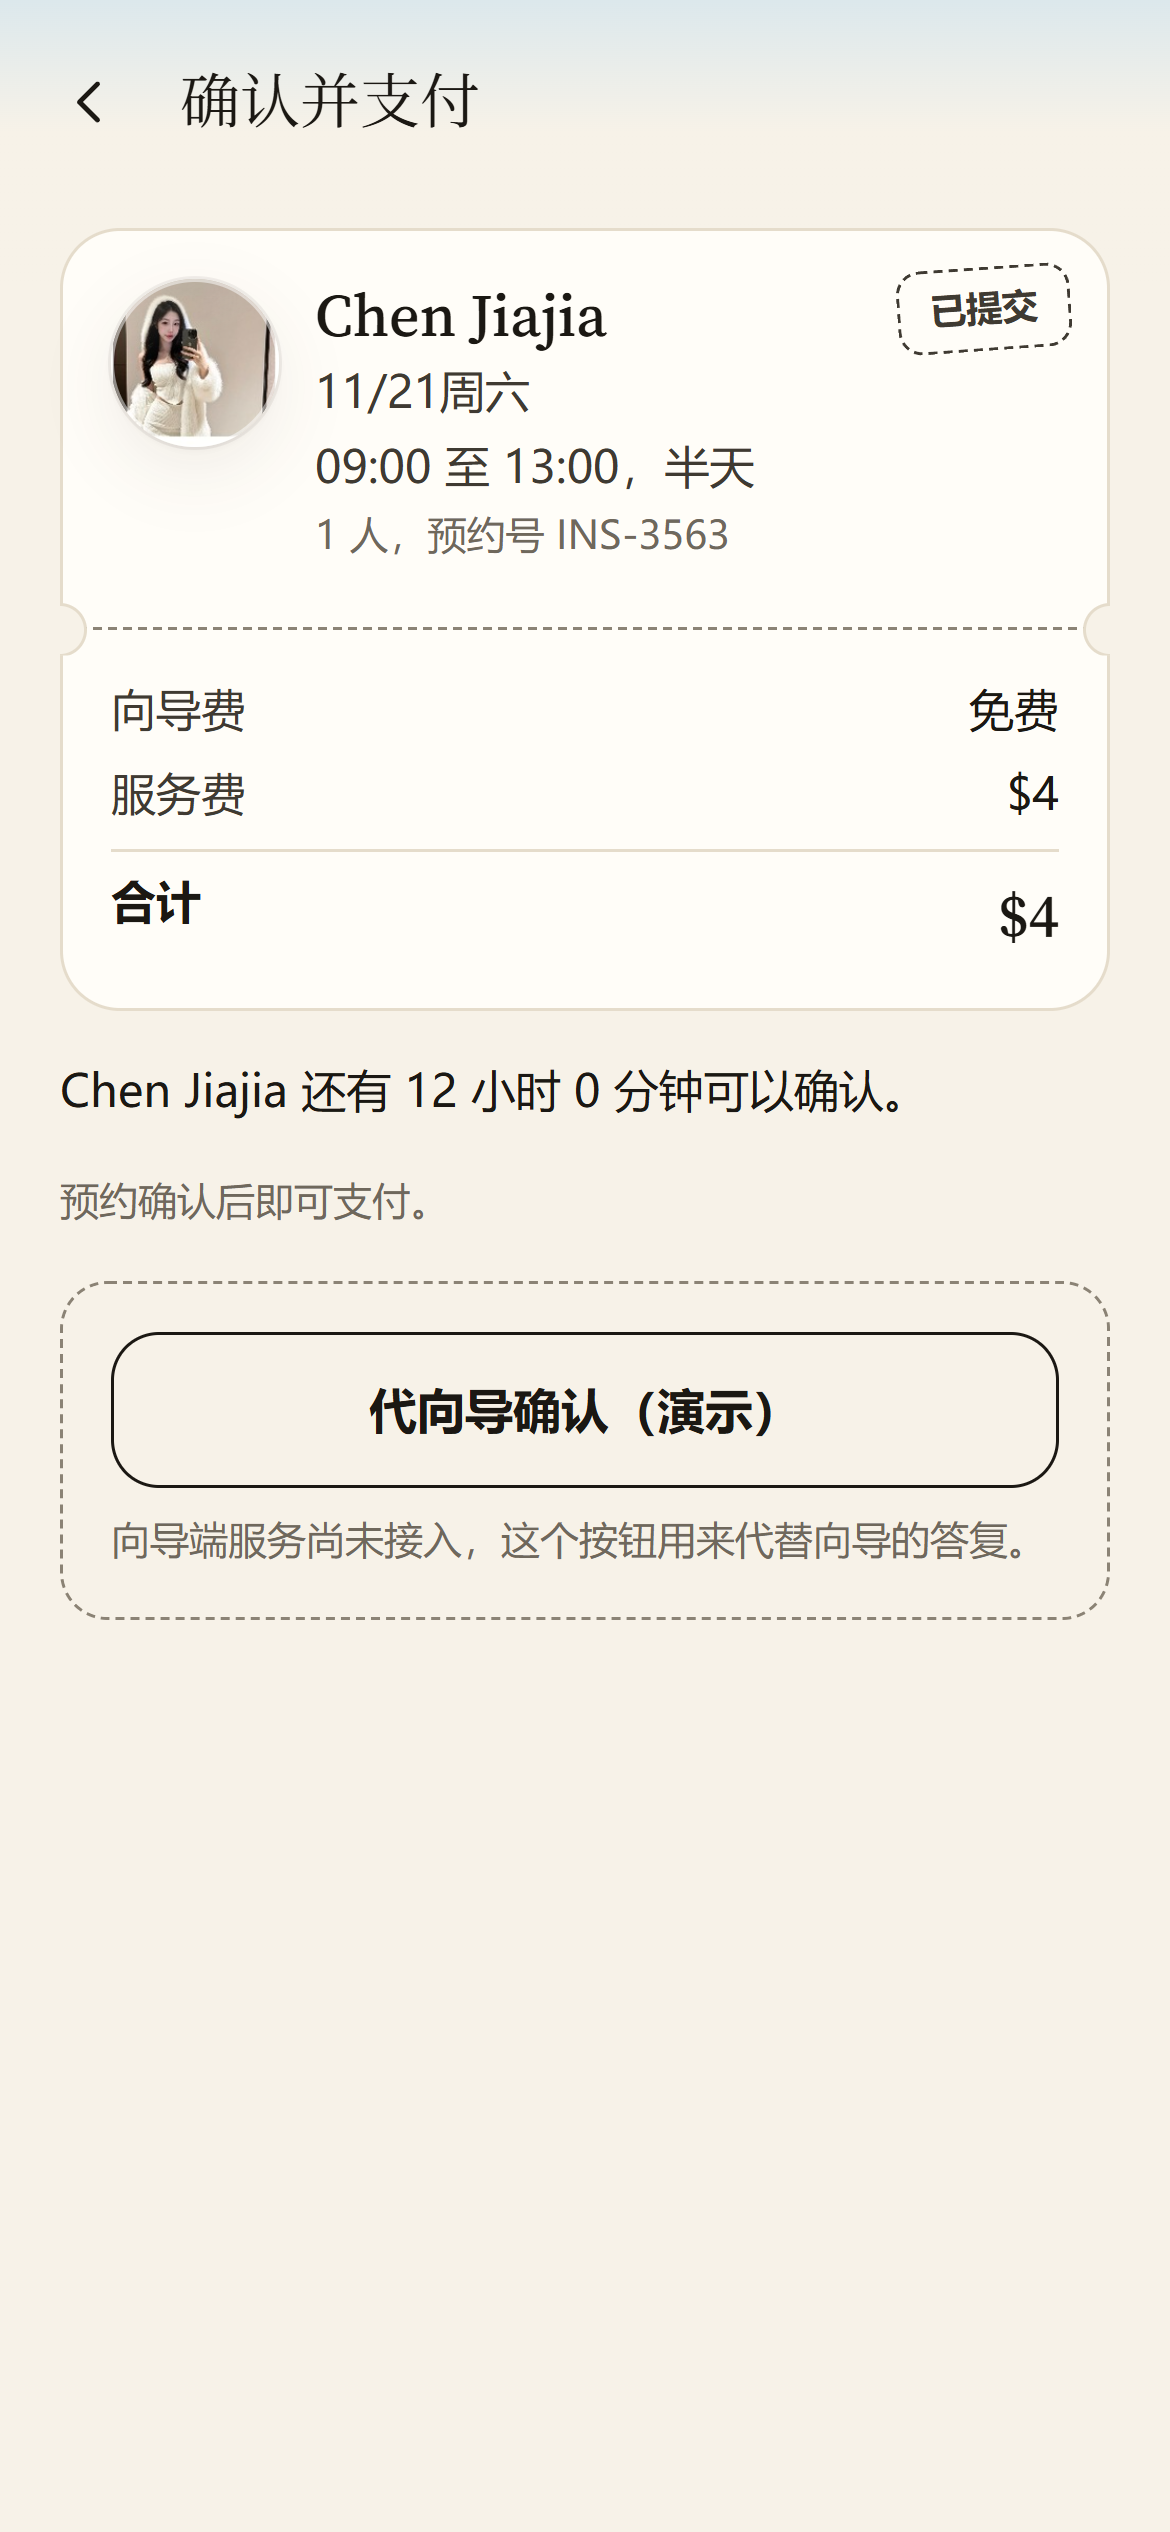 确认并支付
Chen Jiajia
已提交
11/21周六
09:00 至 13:00，半天
1 人，预约号 INS-3563
向导费 免费
服务费 $4
合计 $4
Chen Jiajia 还有 12 小时 0 分钟可以确认。
预约确认后即可支付。
代向导确认（演示）
向导端服务尚未接入，这个按钮用来代替向导的答复。